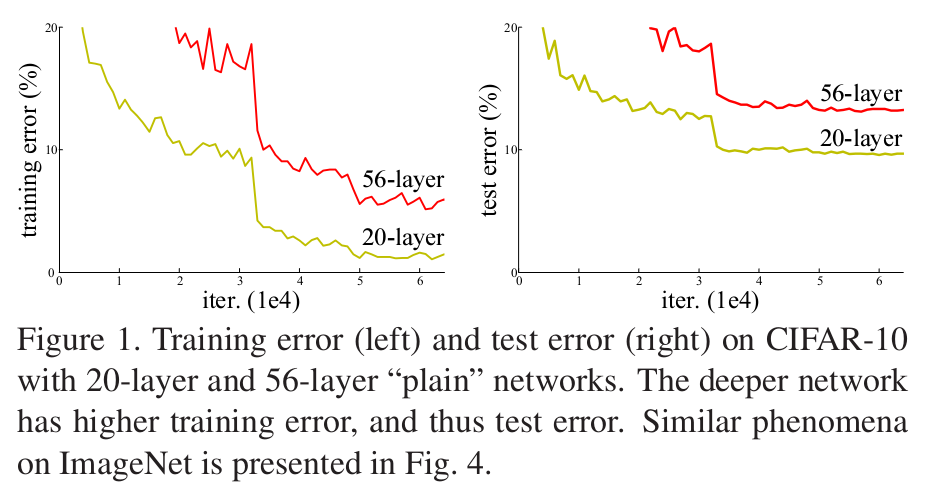 20
10
0
training error (%)
56-layer
20-layer
0 1 2 3 4 5 6
iter. (1e4)
20
10
0
test error (%)
56-layer
20-layer
0 1 2 3 4 5 6
iter. (1e4)
Figure 1. Training error (left) and test error (right) on CIFAR-10
with 20-layer and 56-layer “plain” networks. The deeper network
has higher training error, and thus test error. Similar phenomena
on ImageNet is presented in Fig. 4.